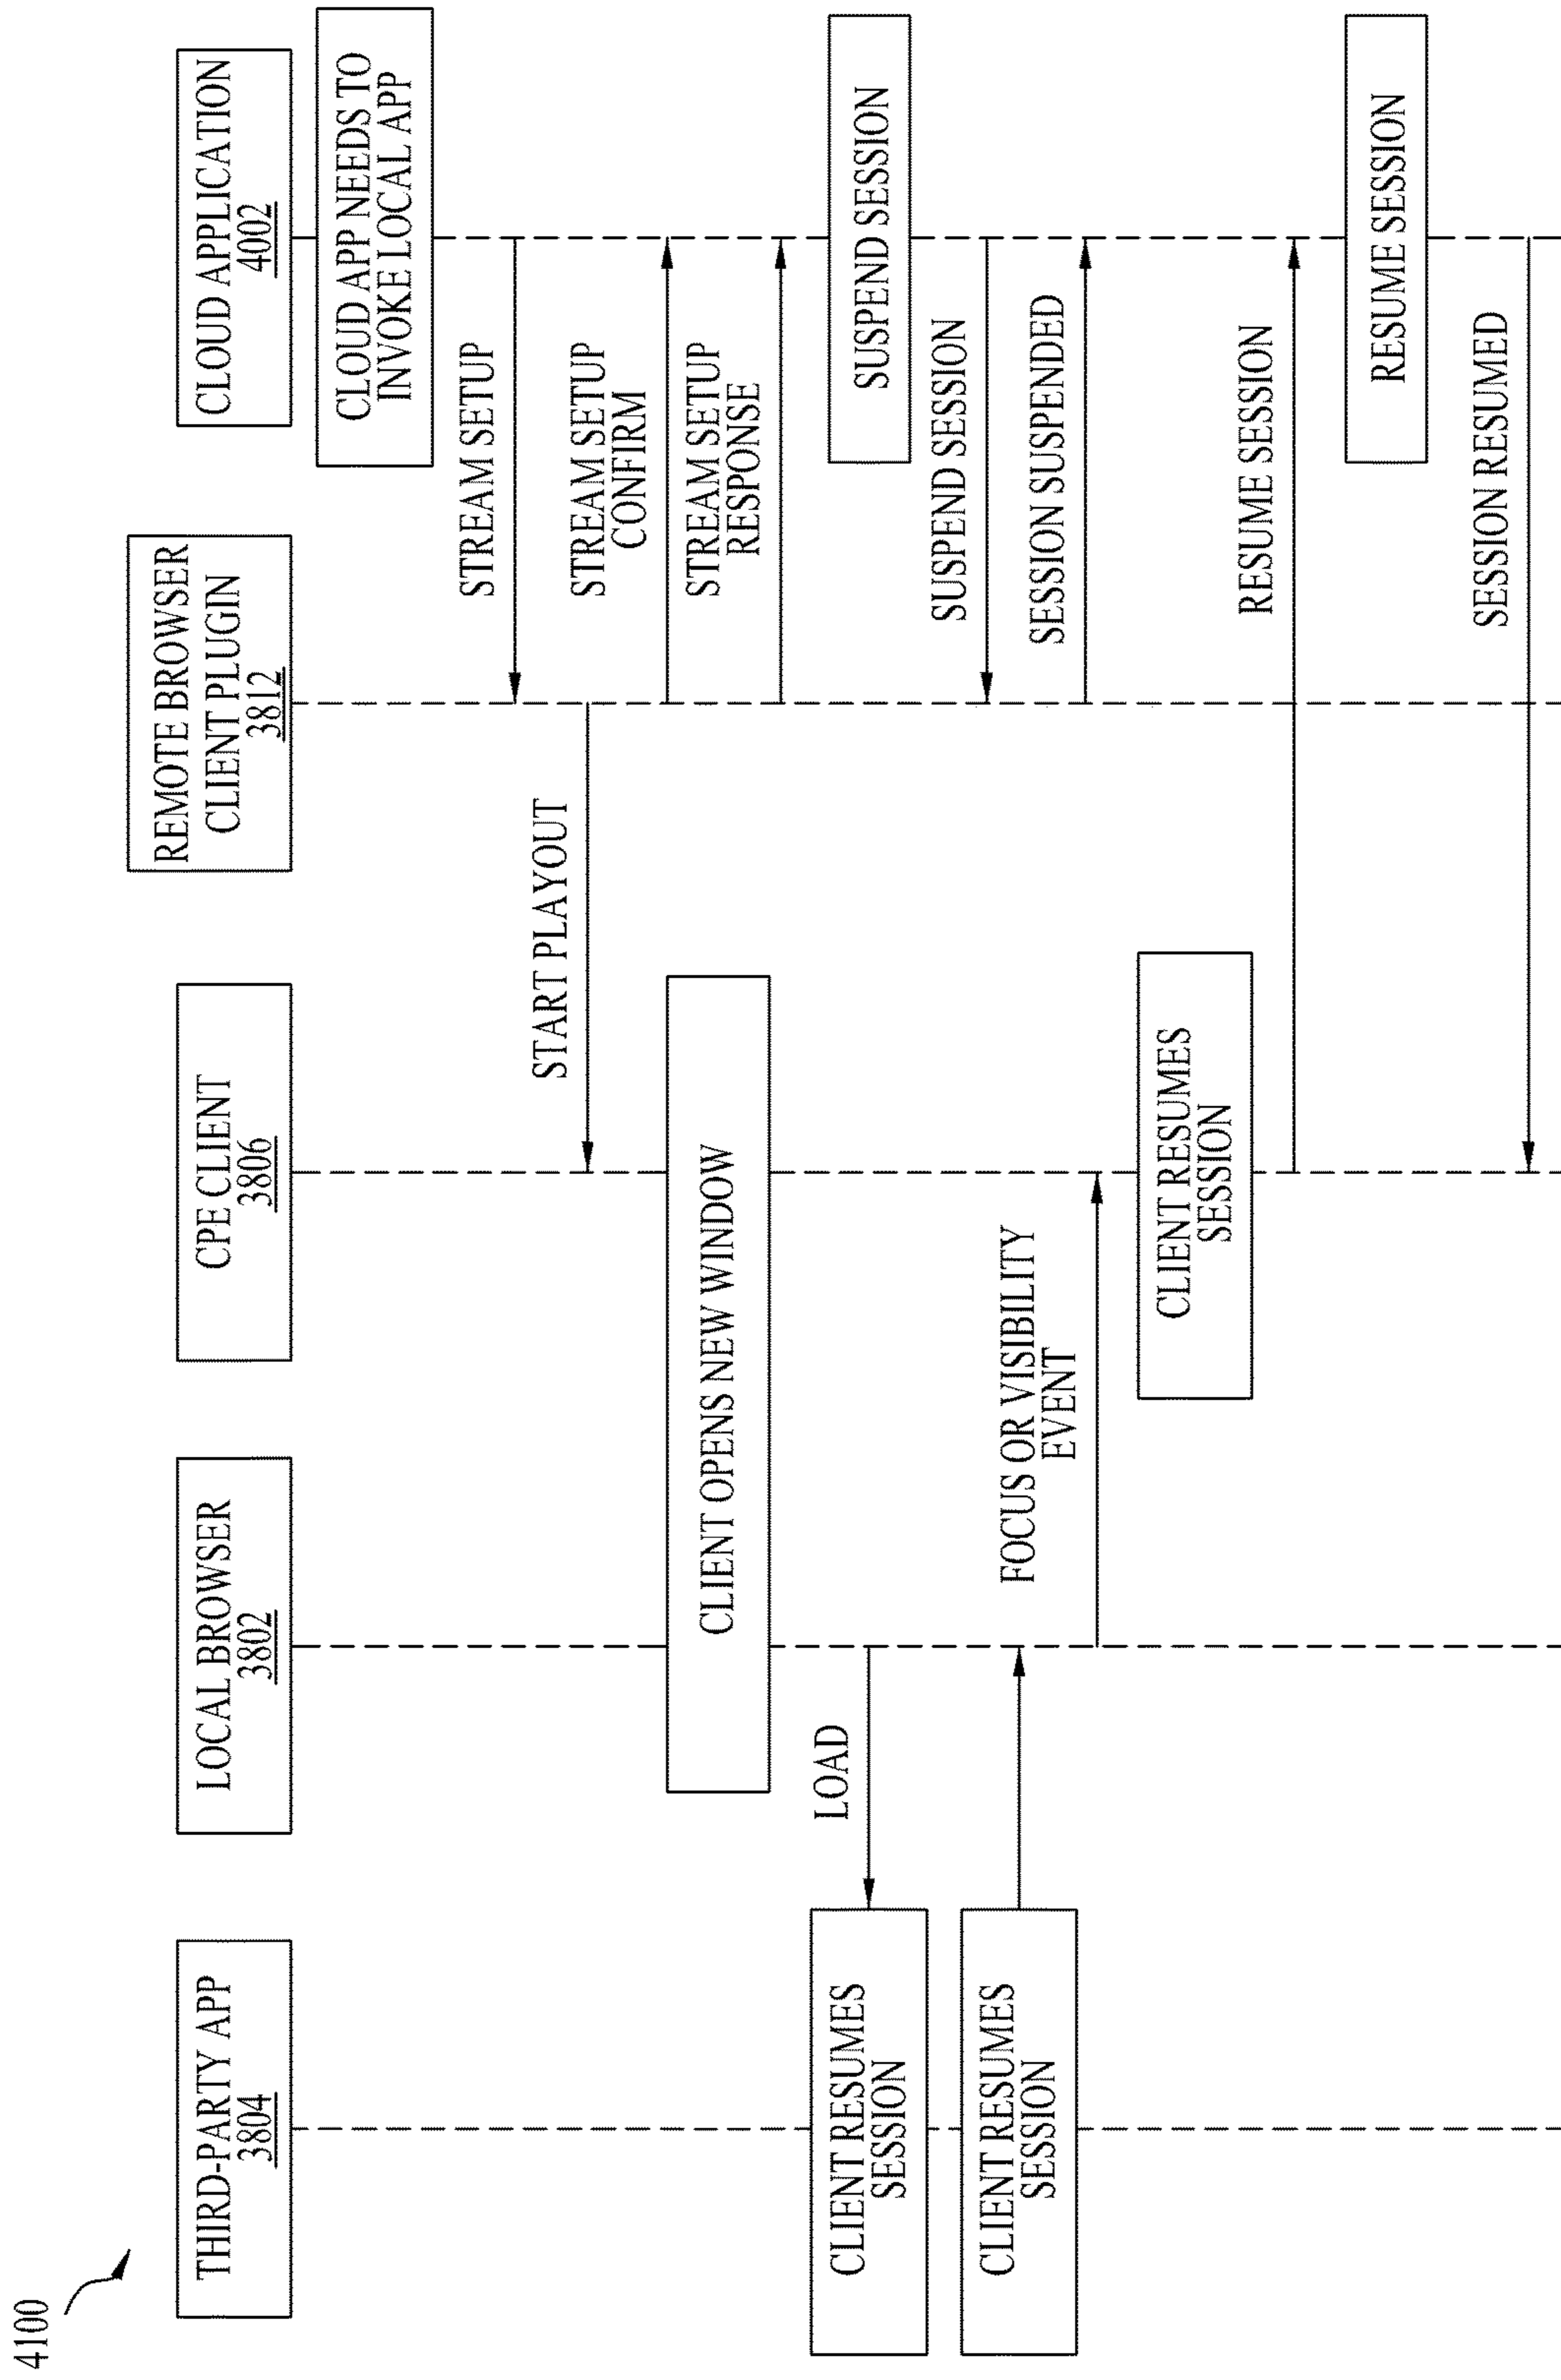 4100
THIRD-PARTY APP
3804
LOCAL BROWSER
3802
CPE CLIENT
3806
REMOTE BROWSER
CLIENT PLUGIN
3812
CLOUD APPLICATION
4002
CLOUD APP NEEDS TO
INVOKE LOCAL APP
STREAM SETUP
START PLAYOUT
STREAM SETUP
CONFIRM
CLIENT OPENS NEW WINDOW
STREAM SETUP
RESPONSE
LOAD
CLIENT RESUMES
SESSION
SUSPEND SESSION
SUSPEND SESSION
CLIENT RESUMES
SESSION
FOCUS OR VISIBILITY
EVENT
SESSION SUSPENDED
CLIENT RESUMES
SESSION
RESUME SESSION
RESUME SESSION
SESSION RESUMED